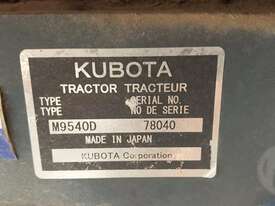 KUBOTA
TRACTOR TRACTEUR
TYPE SERIAL NO.
TYPE NO DE SERIE
M9540D 78040
MADE IN JAPAN
KUBOTA Corporation